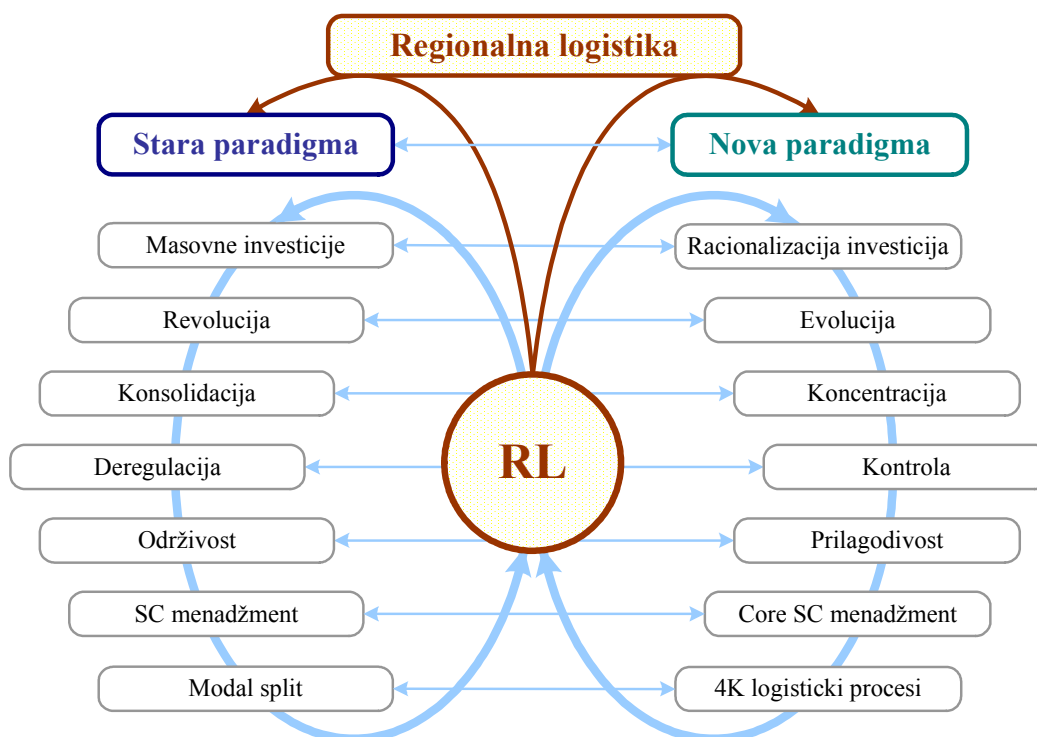 Regionalna logistika
Stara paradigma
Nova paradigma
Masovne investicije
Racionalizacija investicija
Revolucija
Evolucija
Konsolidacija
Koncentracija
RL
Deregulacija
Kontrola
Održivost
Prilagodivost
SC menadžment
Core SC menadžment
Modal split
4K logisticki procesi